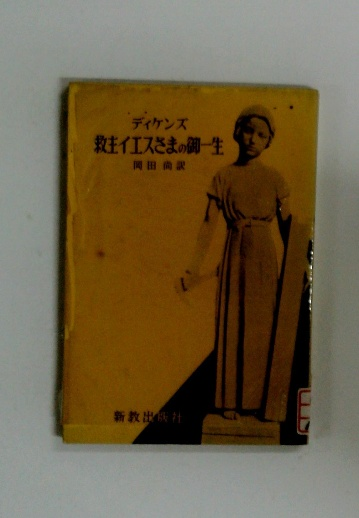 ディケンズ
救主イエスさまの御一生
岡田尚訳
新教出版社